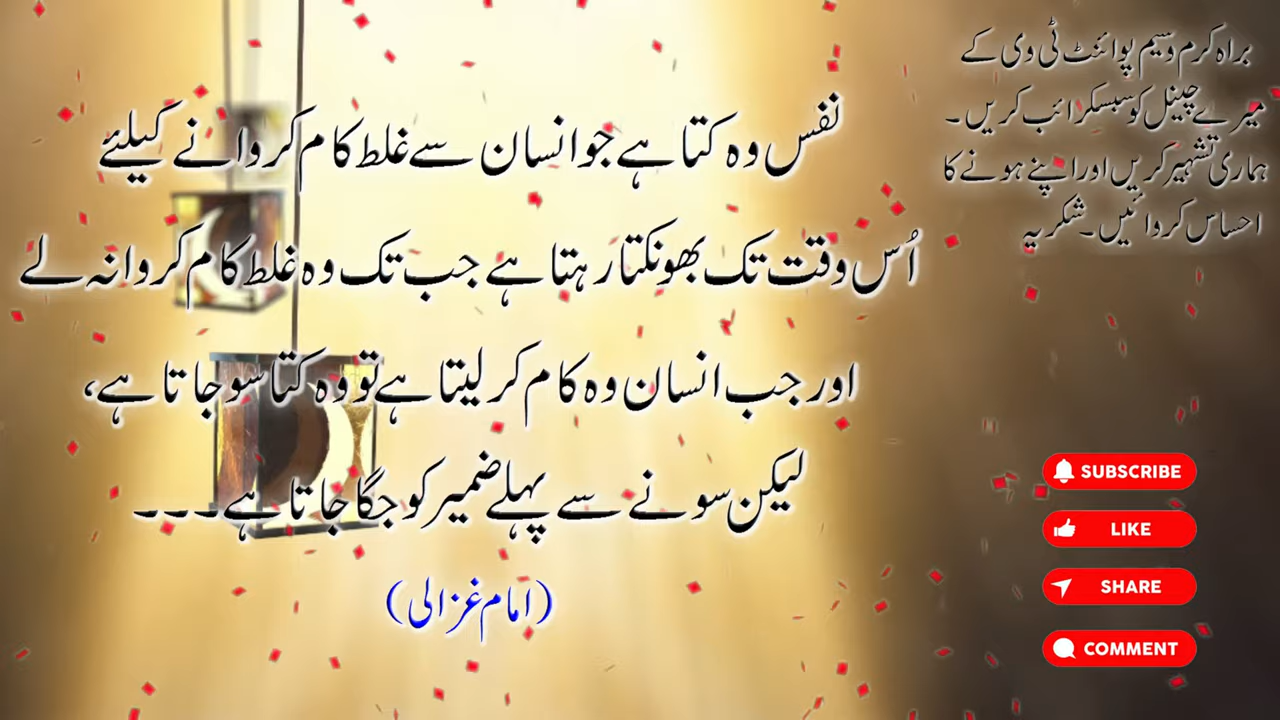 نفس وہ کتا ہے جو انسان سے غلط کام کروانے کیلئے
اُس وقت تک بھونکتا رہتا ہے جب تک وہ غلط کام کروا نہ لے
اور جب انسان وہ کام کر لیتا ہے تو وہ کتا سو جاتا ہے،
لیکن سونے سے پہلے ضمیر کو جگا جاتا ہے۔۔۔
(امام غزالی)
براہ کرم وسیم پوائنٹ ٹی وی کے
میرے چینل کو سبسکرائب کریں۔
ہماری تشہیر کریں اور اپنے ہونے کا
احساس کروائیں۔ شکریہ
SUBSCRIBE
LIKE
SHARE
COMMENT